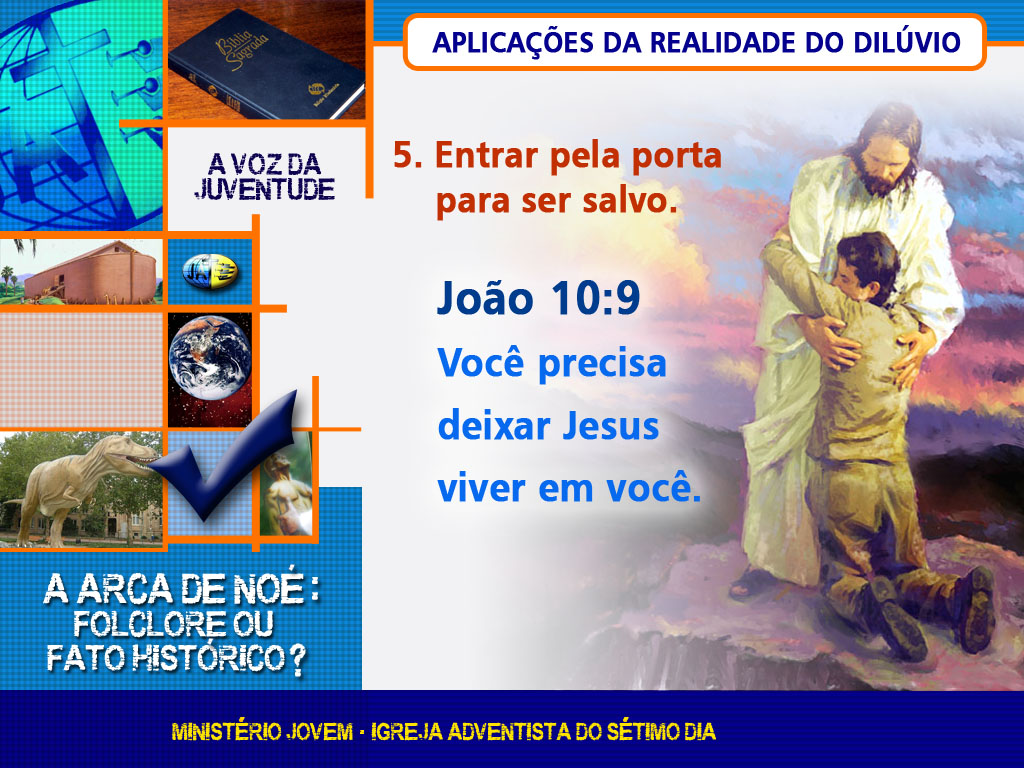 APLICAÇÕES DA REALIDADE DO DILÚVIO
Bíblia
Sagrada
A VOZ DA
JUVENTUDE
5. Entrar pela porta
para ser salvo.
João 10:9
Você precisa
deixar Jesus
viver em você.
A ARCA DE NOÉ:
FOLCLORE OU
FATO HISTÓRICO?
MINISTÉRIO JOVEM - IGREJA ADVENTISTA DO SÉTIMO DIA